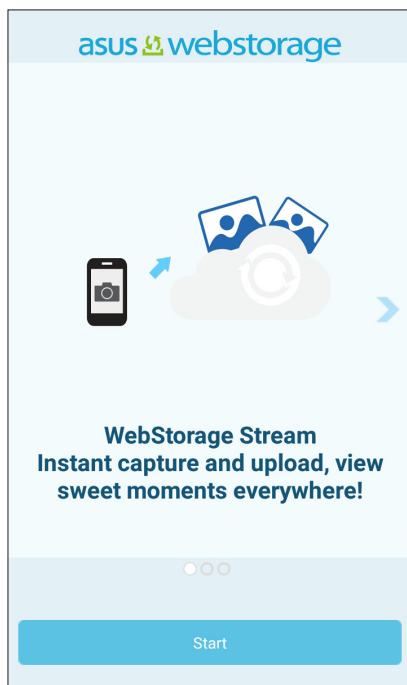 asus webstorage
WebStorage Stream
Instant capture and upload, view
sweet moments everywhere!
Start